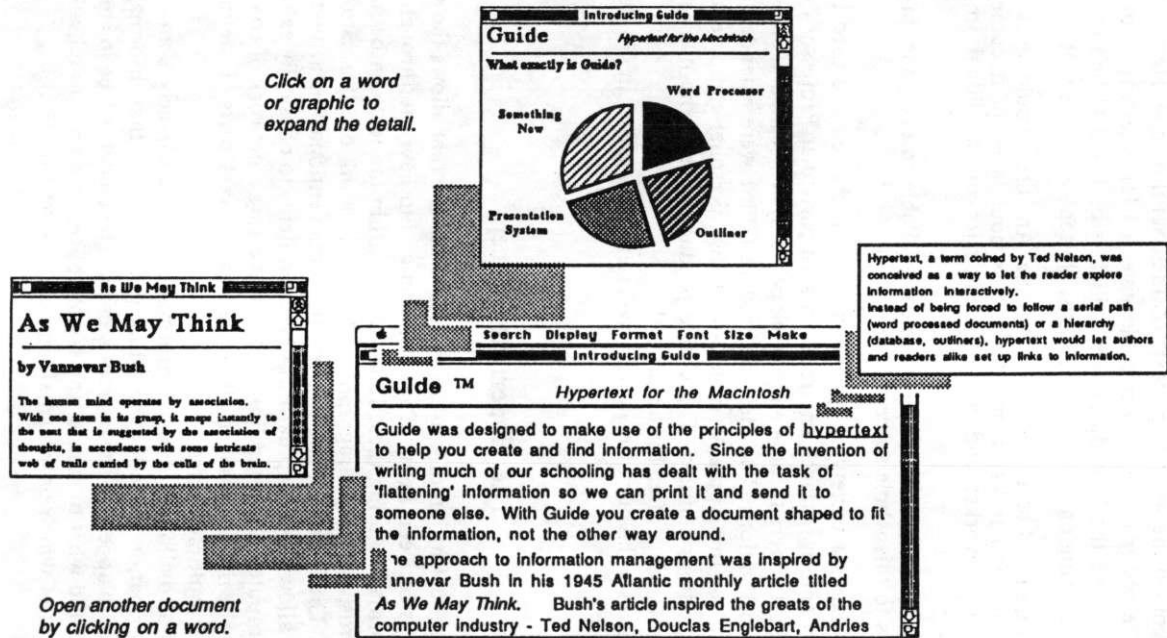 Introducing Guide
Guide Hypertext for the Macintosh
What exactly is Guide?
Word Processor
Something
New
Presentation
System
Outliner
Click on a word
or graphic to
expand the detail.
Hypertext, a term coined by Ted Nelson, was
conceived as a way to let the reader explore
information interactively.
Instead of being forced to follow a serial path
(word processed documents) or a hierarchy
(database, outliners), hypertext would let authors
and readers alike set up links to information.
As We May Think
As We May Think
by Vannevar Bush
The human mind operates by association.
With one item in its grasp, it snaps instantly to
the next that is suggested by the association of
thoughts, in accordance with some intricate
web of trails carried by the cells of the brain.
Search Display Format Font Size Make
Introducing Guide
Guide ™ Hypertext for the Macintosh
Guide was designed to make use of the principles of hypertext
to help you create and find information. Since the invention of
writing much of our schooling has dealt with the task of
'flattening' information so we can print it and send it to
someone else. With Guide you create a document shaped to fit
the information, not the other way around.
he approach to information management was inspired by
annevar Bush in his 1945 Atlantic monthly article titled
As We May Think. Bush's article inspired the greats of the
computer industry - Ted Nelson, Douclas Englebart, Andries
Open another document
by clicking on a word.